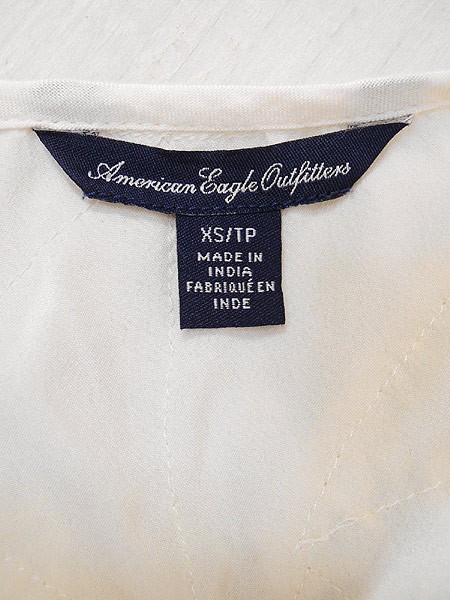 American Eagle Outfitters
XS/TP
MADE IN
INDIA
FABRIQUÉ EN
INDE